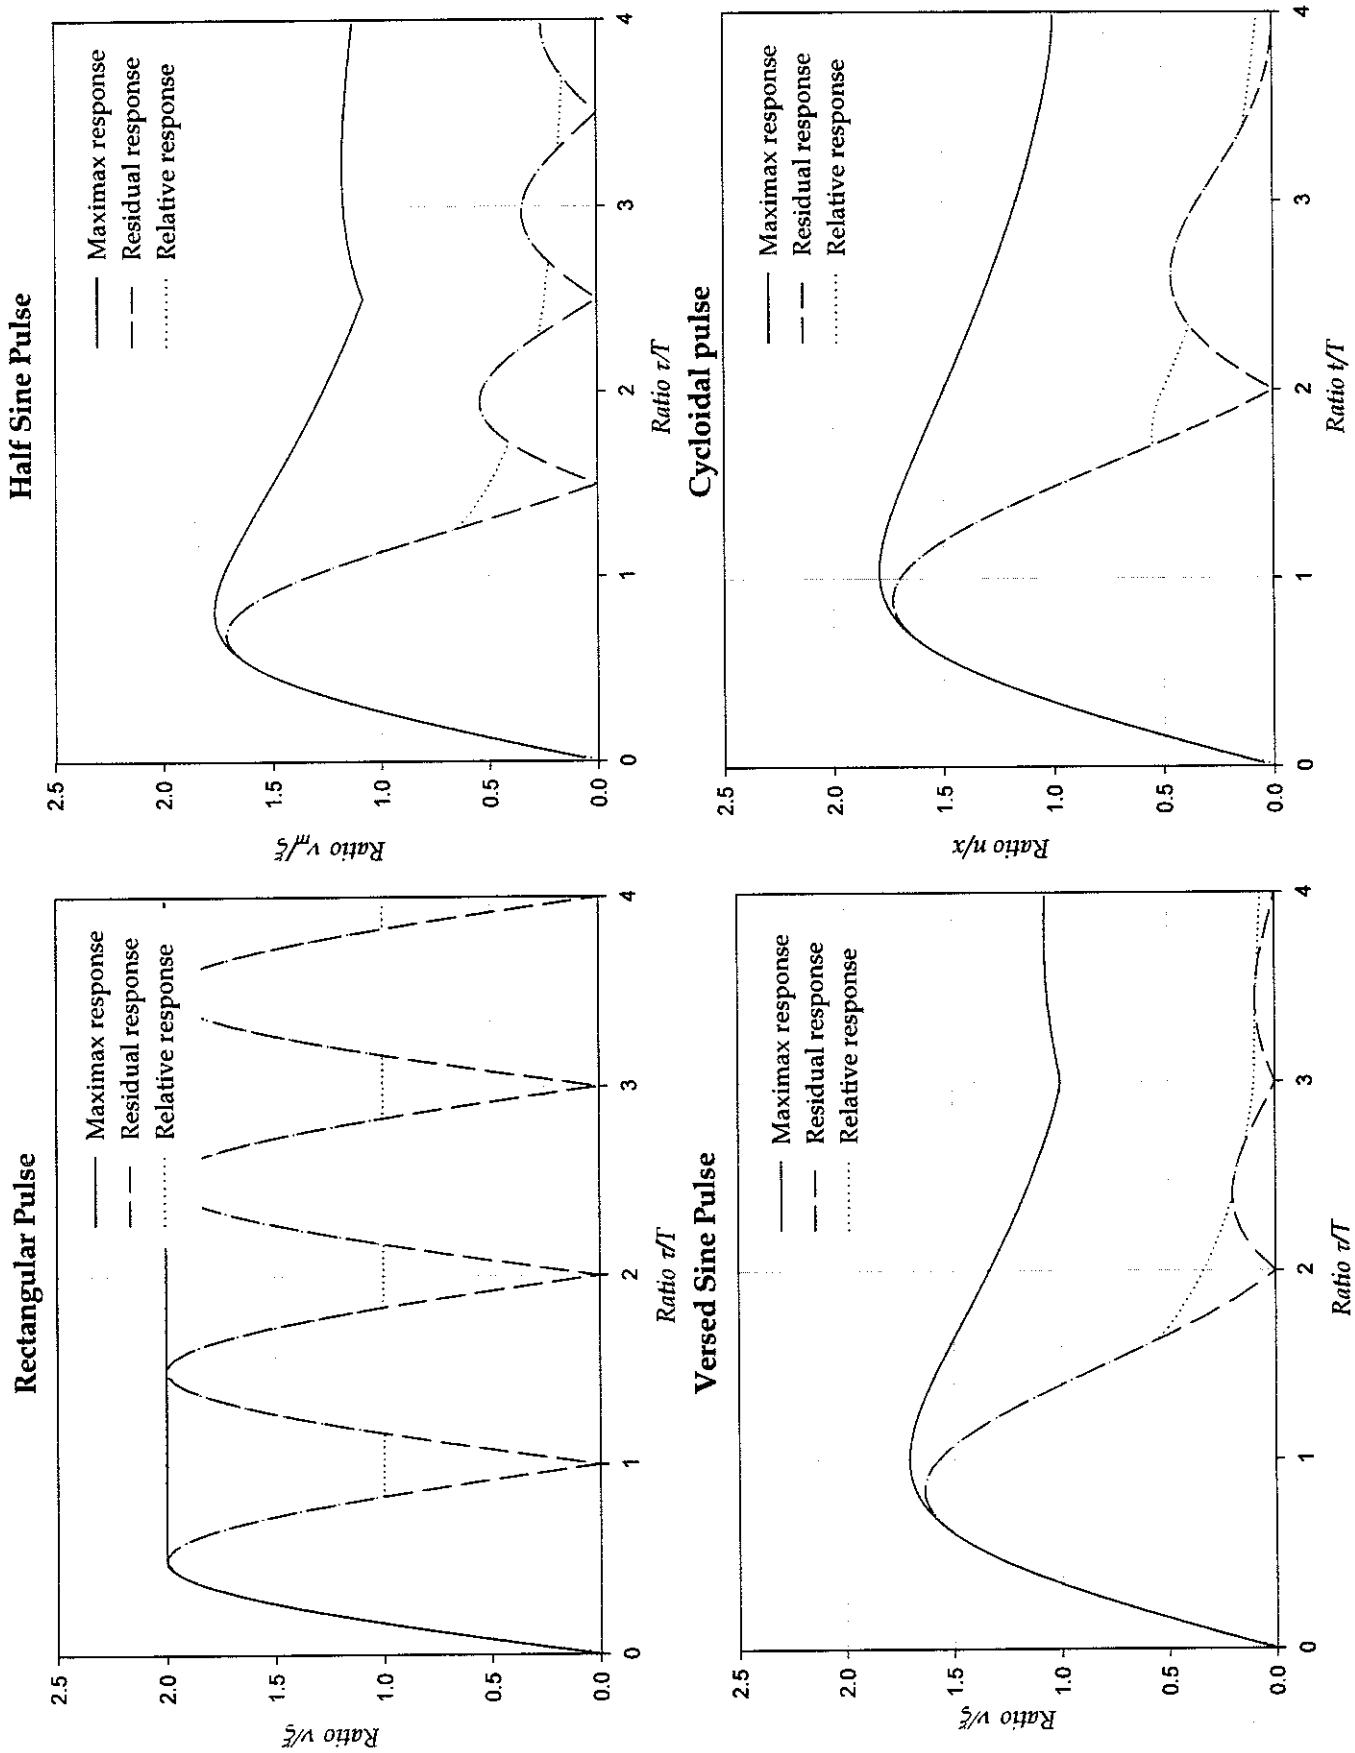 Rectangular Pulse
Maximax response
Residual response
Relative response
2.5
2.0
1.5
1.0
0.5
0.0
Ratio ν/ξ
0
1
2
3
4
Ratio τ/T
Half Sine Pulse
Maximax response
Residual response
Relative response
2.5
2.0
1.5
1.0
0.5
0.0
Ratio νm/ξ
0
1
2
3
4
Ratio τ/T
Versed Sine Pulse
Maximax response
Residual response
Relative response
2.5
2.0
1.5
1.0
0.5
0.0
Ratio ν/ξ
0
1
2
3
4
Ratio τ/T
Cycloidal pulse
Maximax response
Residual response
Relative response
2.5
2.0
1.5
1.0
0.5
0.0
Ratio n/x
0
1
2
3
4
Ratio t/T